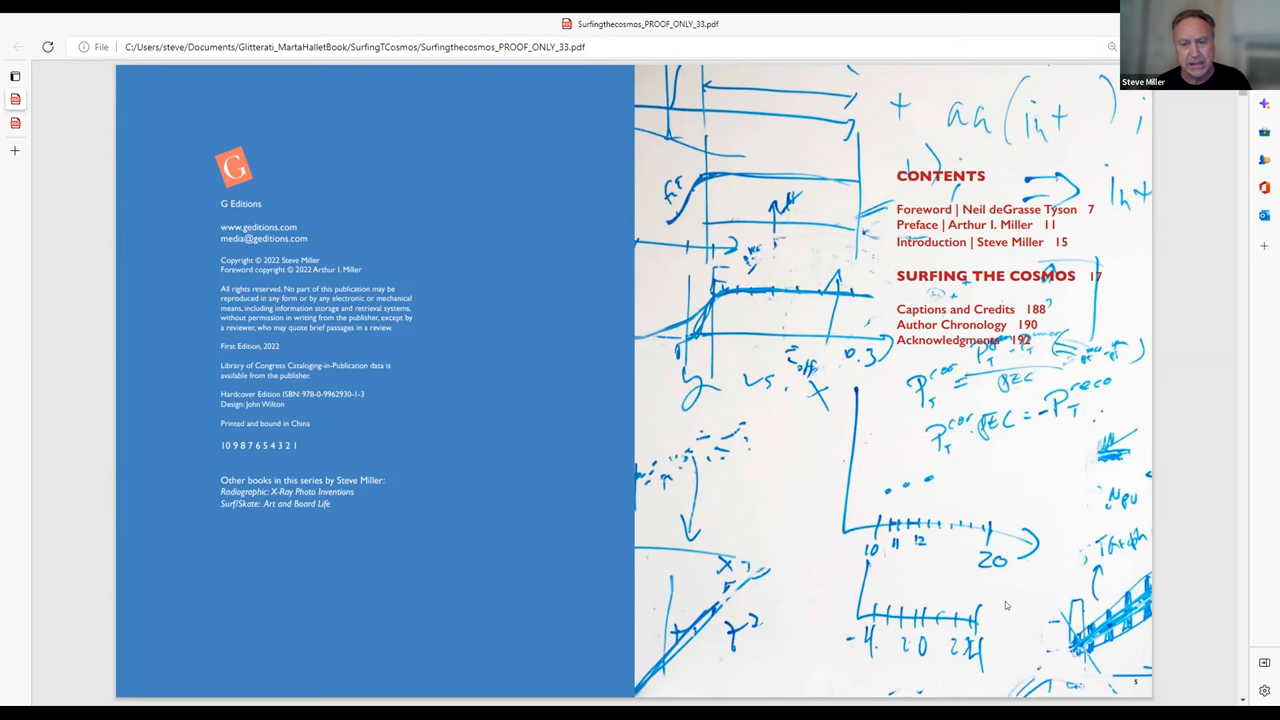 Surfingthecosmos_PROOF_ONLY_33.pdf
File
C:/Users/steve/Documents/Glitterati_MartaHalletBook/SurfingTCosmos/Surfingthecosmos_PROOF_ONLY_33.pdf
Steve Miller
G
G Editions
www.geditions.com
media@geditions.com
Copyright © 2022 Steve Miller
Foreword copyright © 2022 Arthur I. Miller
All rights reserved. No part of this publication may be
reproduced in any form or by any electronic or mechanical
means, including information storage and retrieval systems,
without permission in writing from the publisher, except by
a reviewer, who may quote brief passages in a review.
First Edition, 2022
Library of Congress Cataloging-in-Publication data is
available from the publisher.
Hardcover Edition ISBN: 978-0-9962930-1-3
Design: John Wilton
Printed and bound in China
10 9 8 7 6 5 4 3 2 1
Other books in this series by Steve Miller:
Radiographic: X-Ray Photo Inventions
Surf/Skate: Art and Board Life
CONTENTS
Foreword | Neil deGrasse Tyson 7
Preface | Arthur I. Miller 11
Introduction | Steve Miller 15
SURFING THE COSMOS 17
Captions and Credits 188
Author Chronology 190
Acknowledgments 192
0.3
y vs. x
10 11 12 20
5